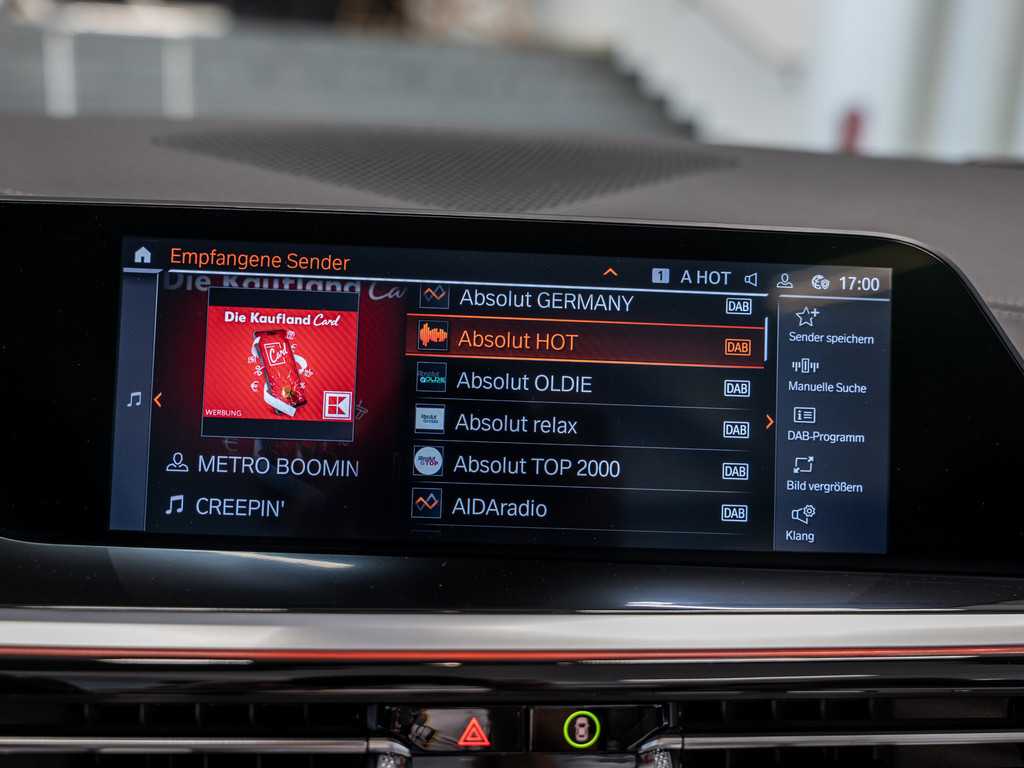 Empfangene Sender
1 A HOT
17:00
Die Kaufland Ca
Die Kaufland Card
Card
WERBUNG
METRO BOOMIN
CREEPIN'
Absolut GERMANY DAB
Absolut HOT DAB
Absolut OLDIE DAB
Absolut relax DAB
Absolut TOP 2000 DAB
AIDAradio DAB
Sender speichern
Manuelle Suche
DAB-Programm
Bild vergrößern
Klang